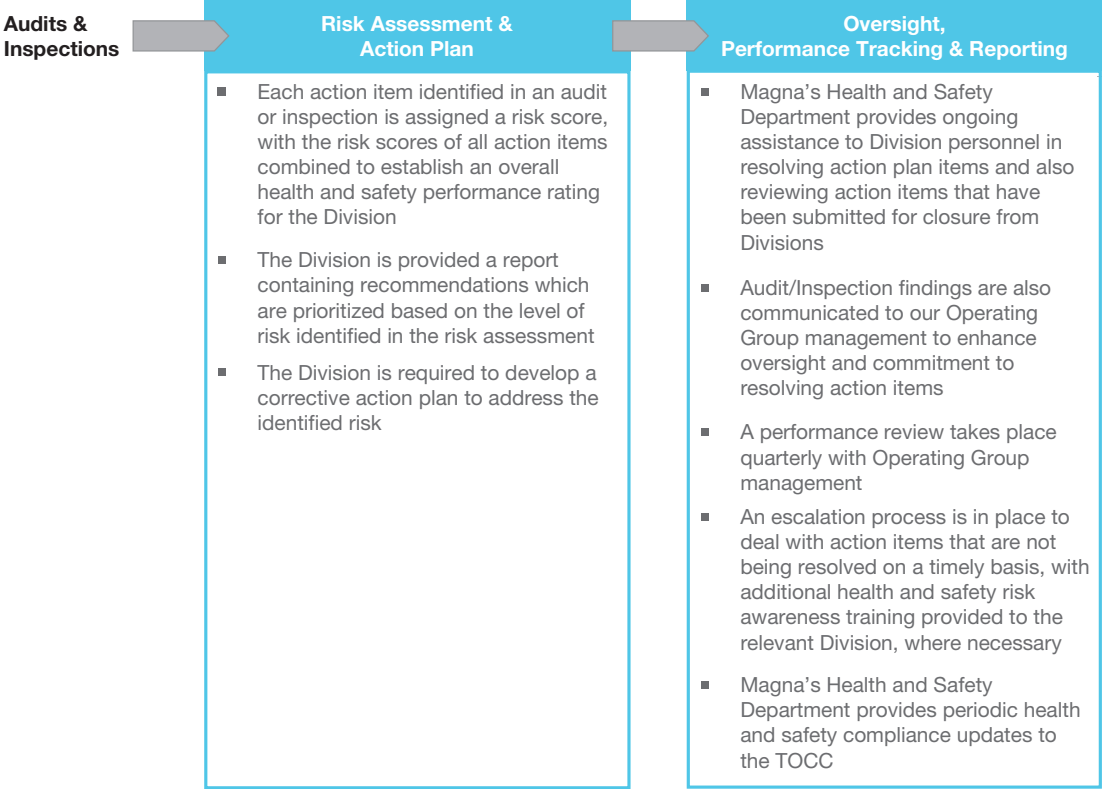 Audits &
Inspections
Risk Assessment &
Action Plan
■ Each action item identified in an audit
or inspection is assigned a risk score,
with the risk scores of all action items
combined to establish an overall
health and safety performance rating
for the Division
■ The Division is provided a report
containing recommendations which
are prioritized based on the level of
risk identified in the risk assessment
■ The Division is required to develop a
corrective action plan to address the
identified risk
Oversight,
Performance Tracking & Reporting
■ Magna's Health and Safety
Department provides ongoing
assistance to Division personnel in
resolving action plan items and also
reviewing action items that have
been submitted for closure from
Divisions
■ Audit/Inspection findings are also
communicated to our Operating
Group management to enhance
oversight and commitment to
resolving action items
■ A performance review takes place
quarterly with Operating Group
management
■ An escalation process is in place to
deal with action items that are not
being resolved on a timely basis, with
additional health and safety risk
awareness training provided to the
relevant Division, where necessary
■ Magna's Health and Safety
Department provides periodic health
and safety compliance updates to
the TOCC